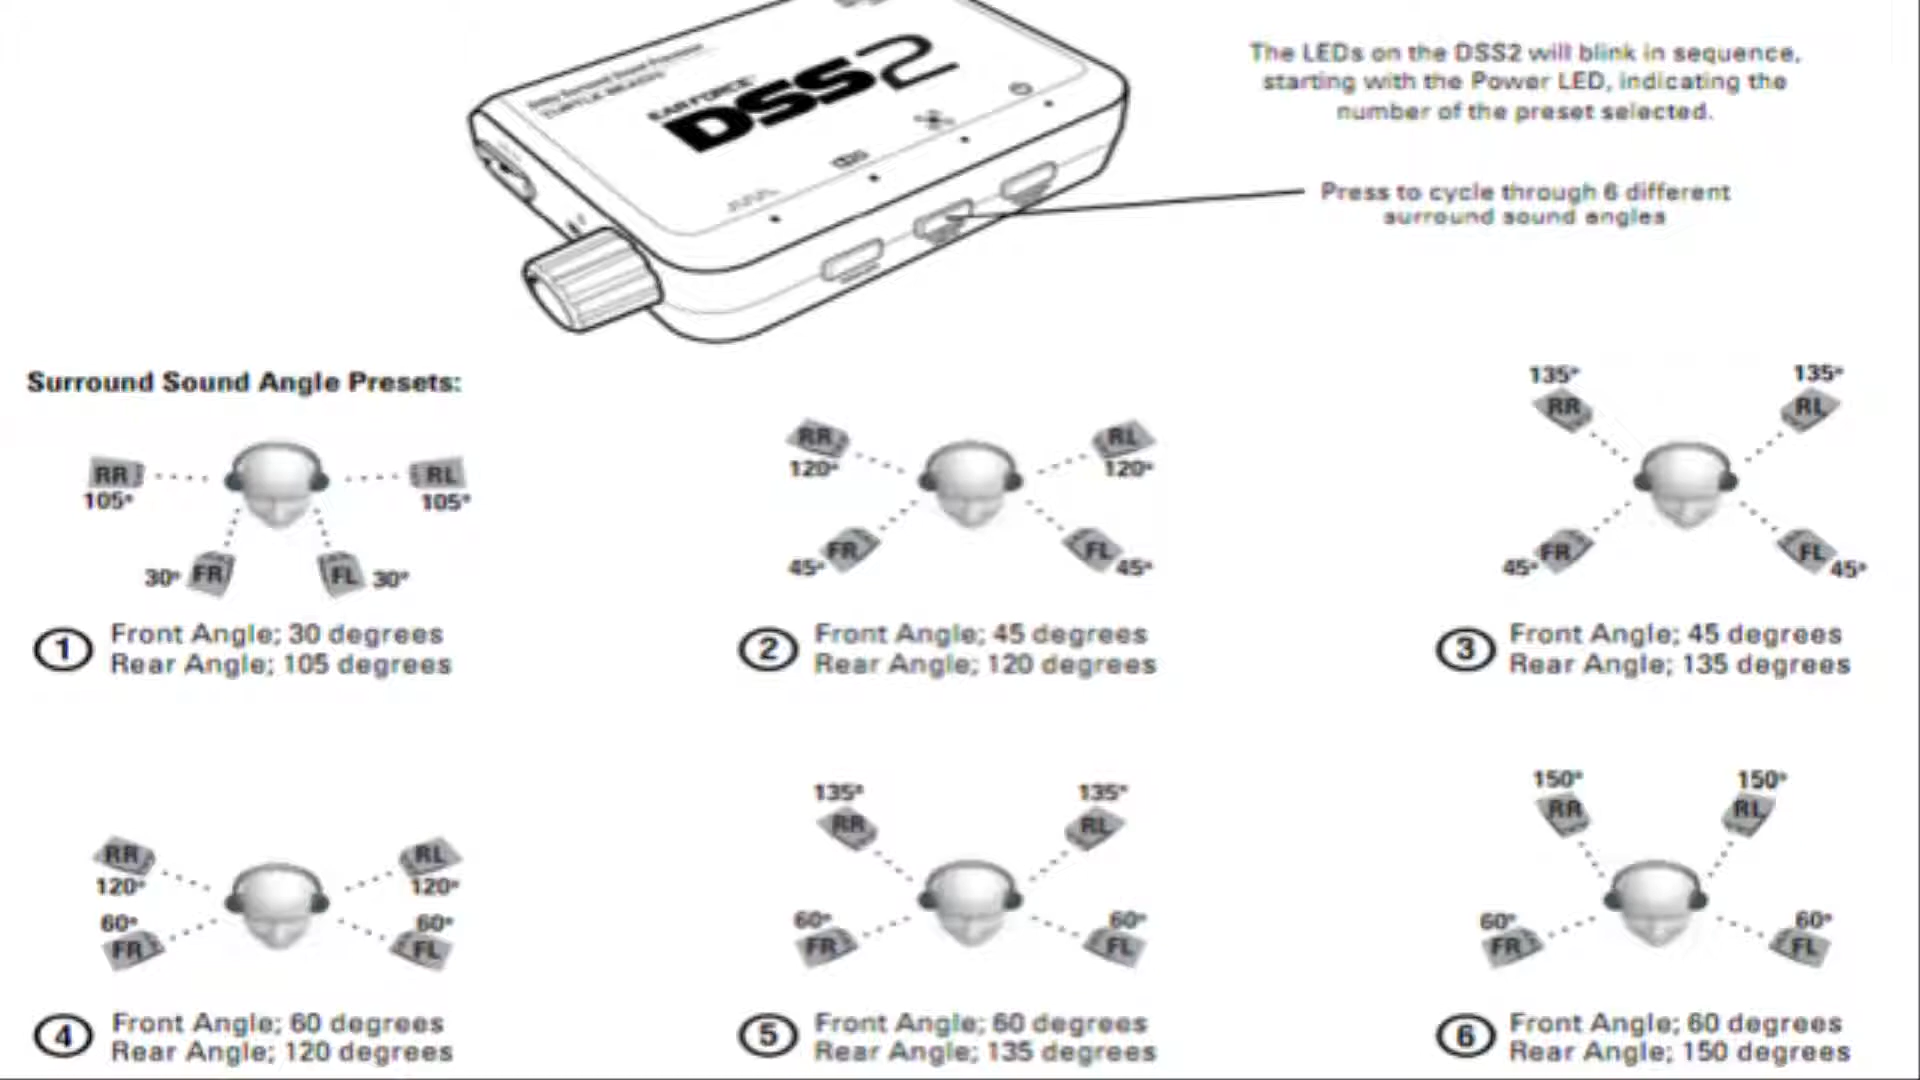 TURTLE BEACH
EAR FORCE
DSS2
The LEDs on the DSS2 will blink in sequence,
starting with the Power LED, indicating the
number of the preset selected.
Press to cycle through 6 different
surround sound angles
Surround Sound Angle Presets:
RR RL
105° 105°
30° FR FL 30°
1 Front Angle; 30 degrees
Rear Angle; 105 degrees
RR RL
120° 120°
FR FL
45° 45°
2 Front Angle; 45 degrees
Rear Angle; 120 degrees
135° 135°
RR RL
FR FL
45° 45°
3 Front Angle; 45 degrees
Rear Angle; 135 degrees
RR RL
120° 120°
60° 60°
FR FL
4 Front Angle; 60 degrees
Rear Angle; 120 degrees
135° 135°
RR RL
60° 60°
FR FL
5 Front Angle; 60 degrees
Rear Angle; 135 degrees
150° 150°
RR RL
60° 60°
FR FL
6 Front Angle; 60 degrees
Rear Angle; 150 degrees